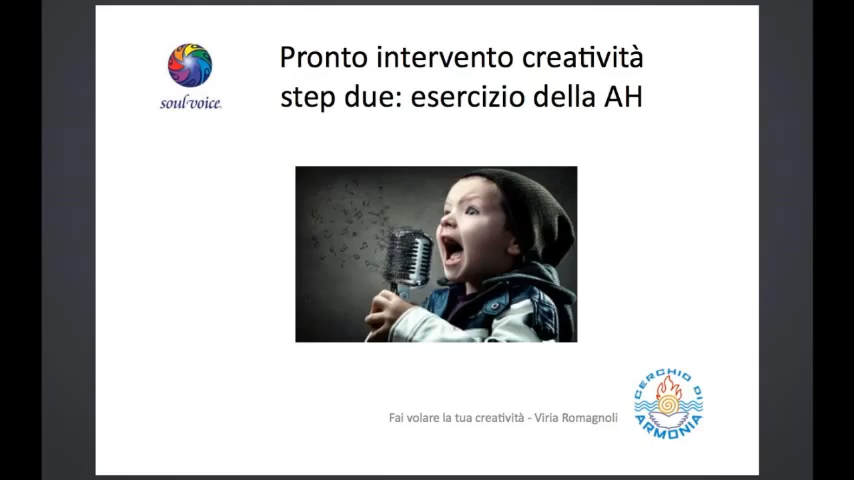 Pronto intervento creatività
step due: esercizio della AH
soul-voice®
Fai volare la tua creatività - Viria Romagnoli
CERCHIO DI
ARMONIA